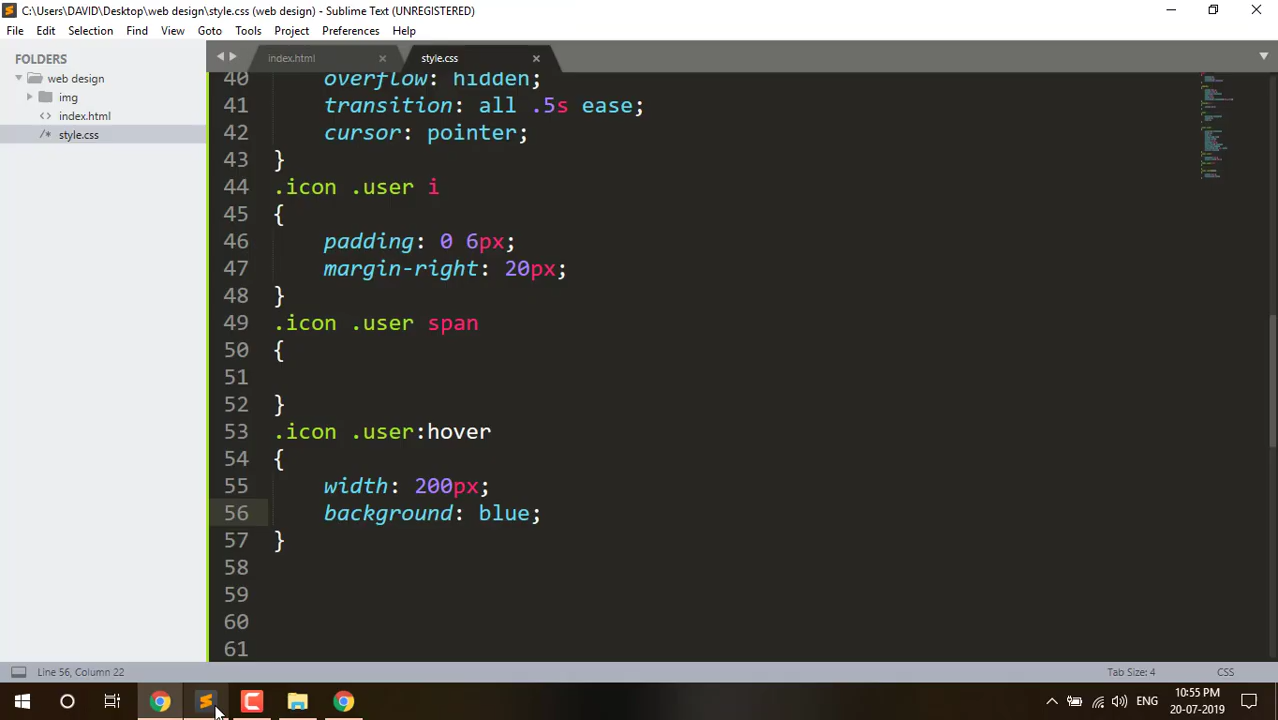 C:\Users\DAVID\Desktop\web design\style.css (web design) - Sublime Text (UNREGISTERED)
File Edit Selection Find View Goto Tools Project Preferences Help
FOLDERS
web design
img
index.html
style.css
index.html
style.css
40 overflow: hidden;
41 transition: all .5s ease;
42 cursor: pointer;
43 }
44 .icon .user i
45 {
46 padding: 0 6px;
47 margin-right: 20px;
48 }
49 .icon .user span
50 {
51
52 }
53 .icon .user:hover
54 {
55 width: 200px;
56 background: blue;
57 }
58
59
60
61
Line 56, Column 22
Tab Size: 4
CSS
ENG
10:55 PM
20-07-2019